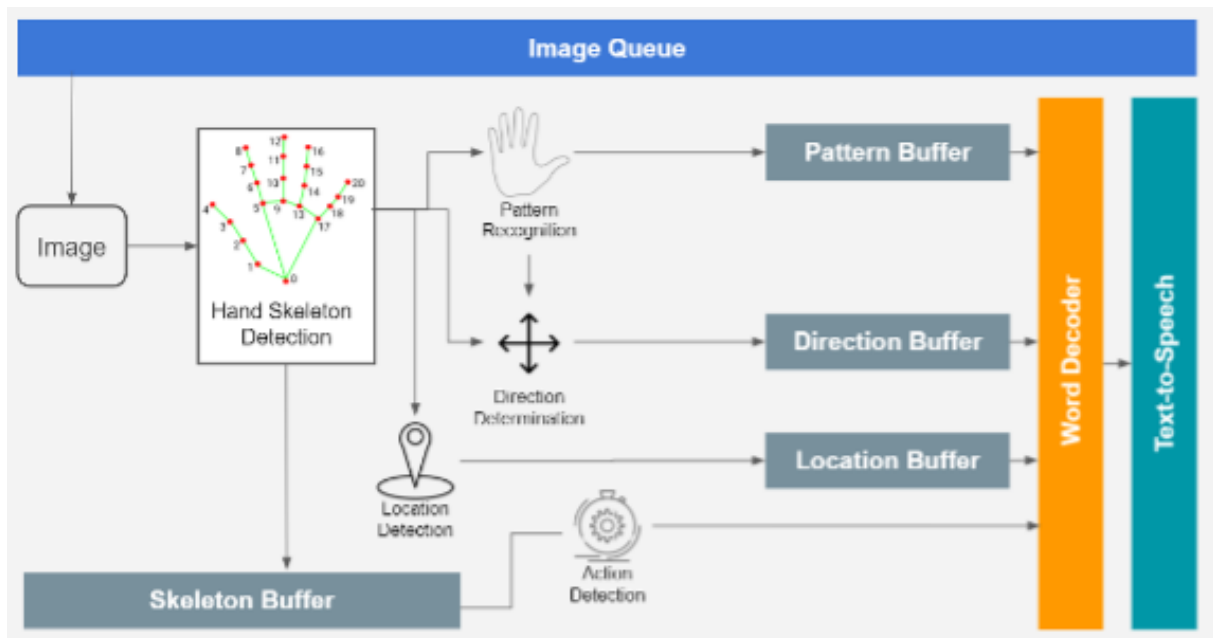 Image Queue
Image
8
12
16
7
11
15
20
6
10
14
19
4
5
9
13
18
3
17
2
1
0
Hand Skeleton
Detection
Pattern
Recognition
Direction
Determination
Location
Detection
Action
Detection
Skeleton Buffer
Pattern Buffer
Direction Buffer
Location Buffer
Word Decoder
Text-to-Speech